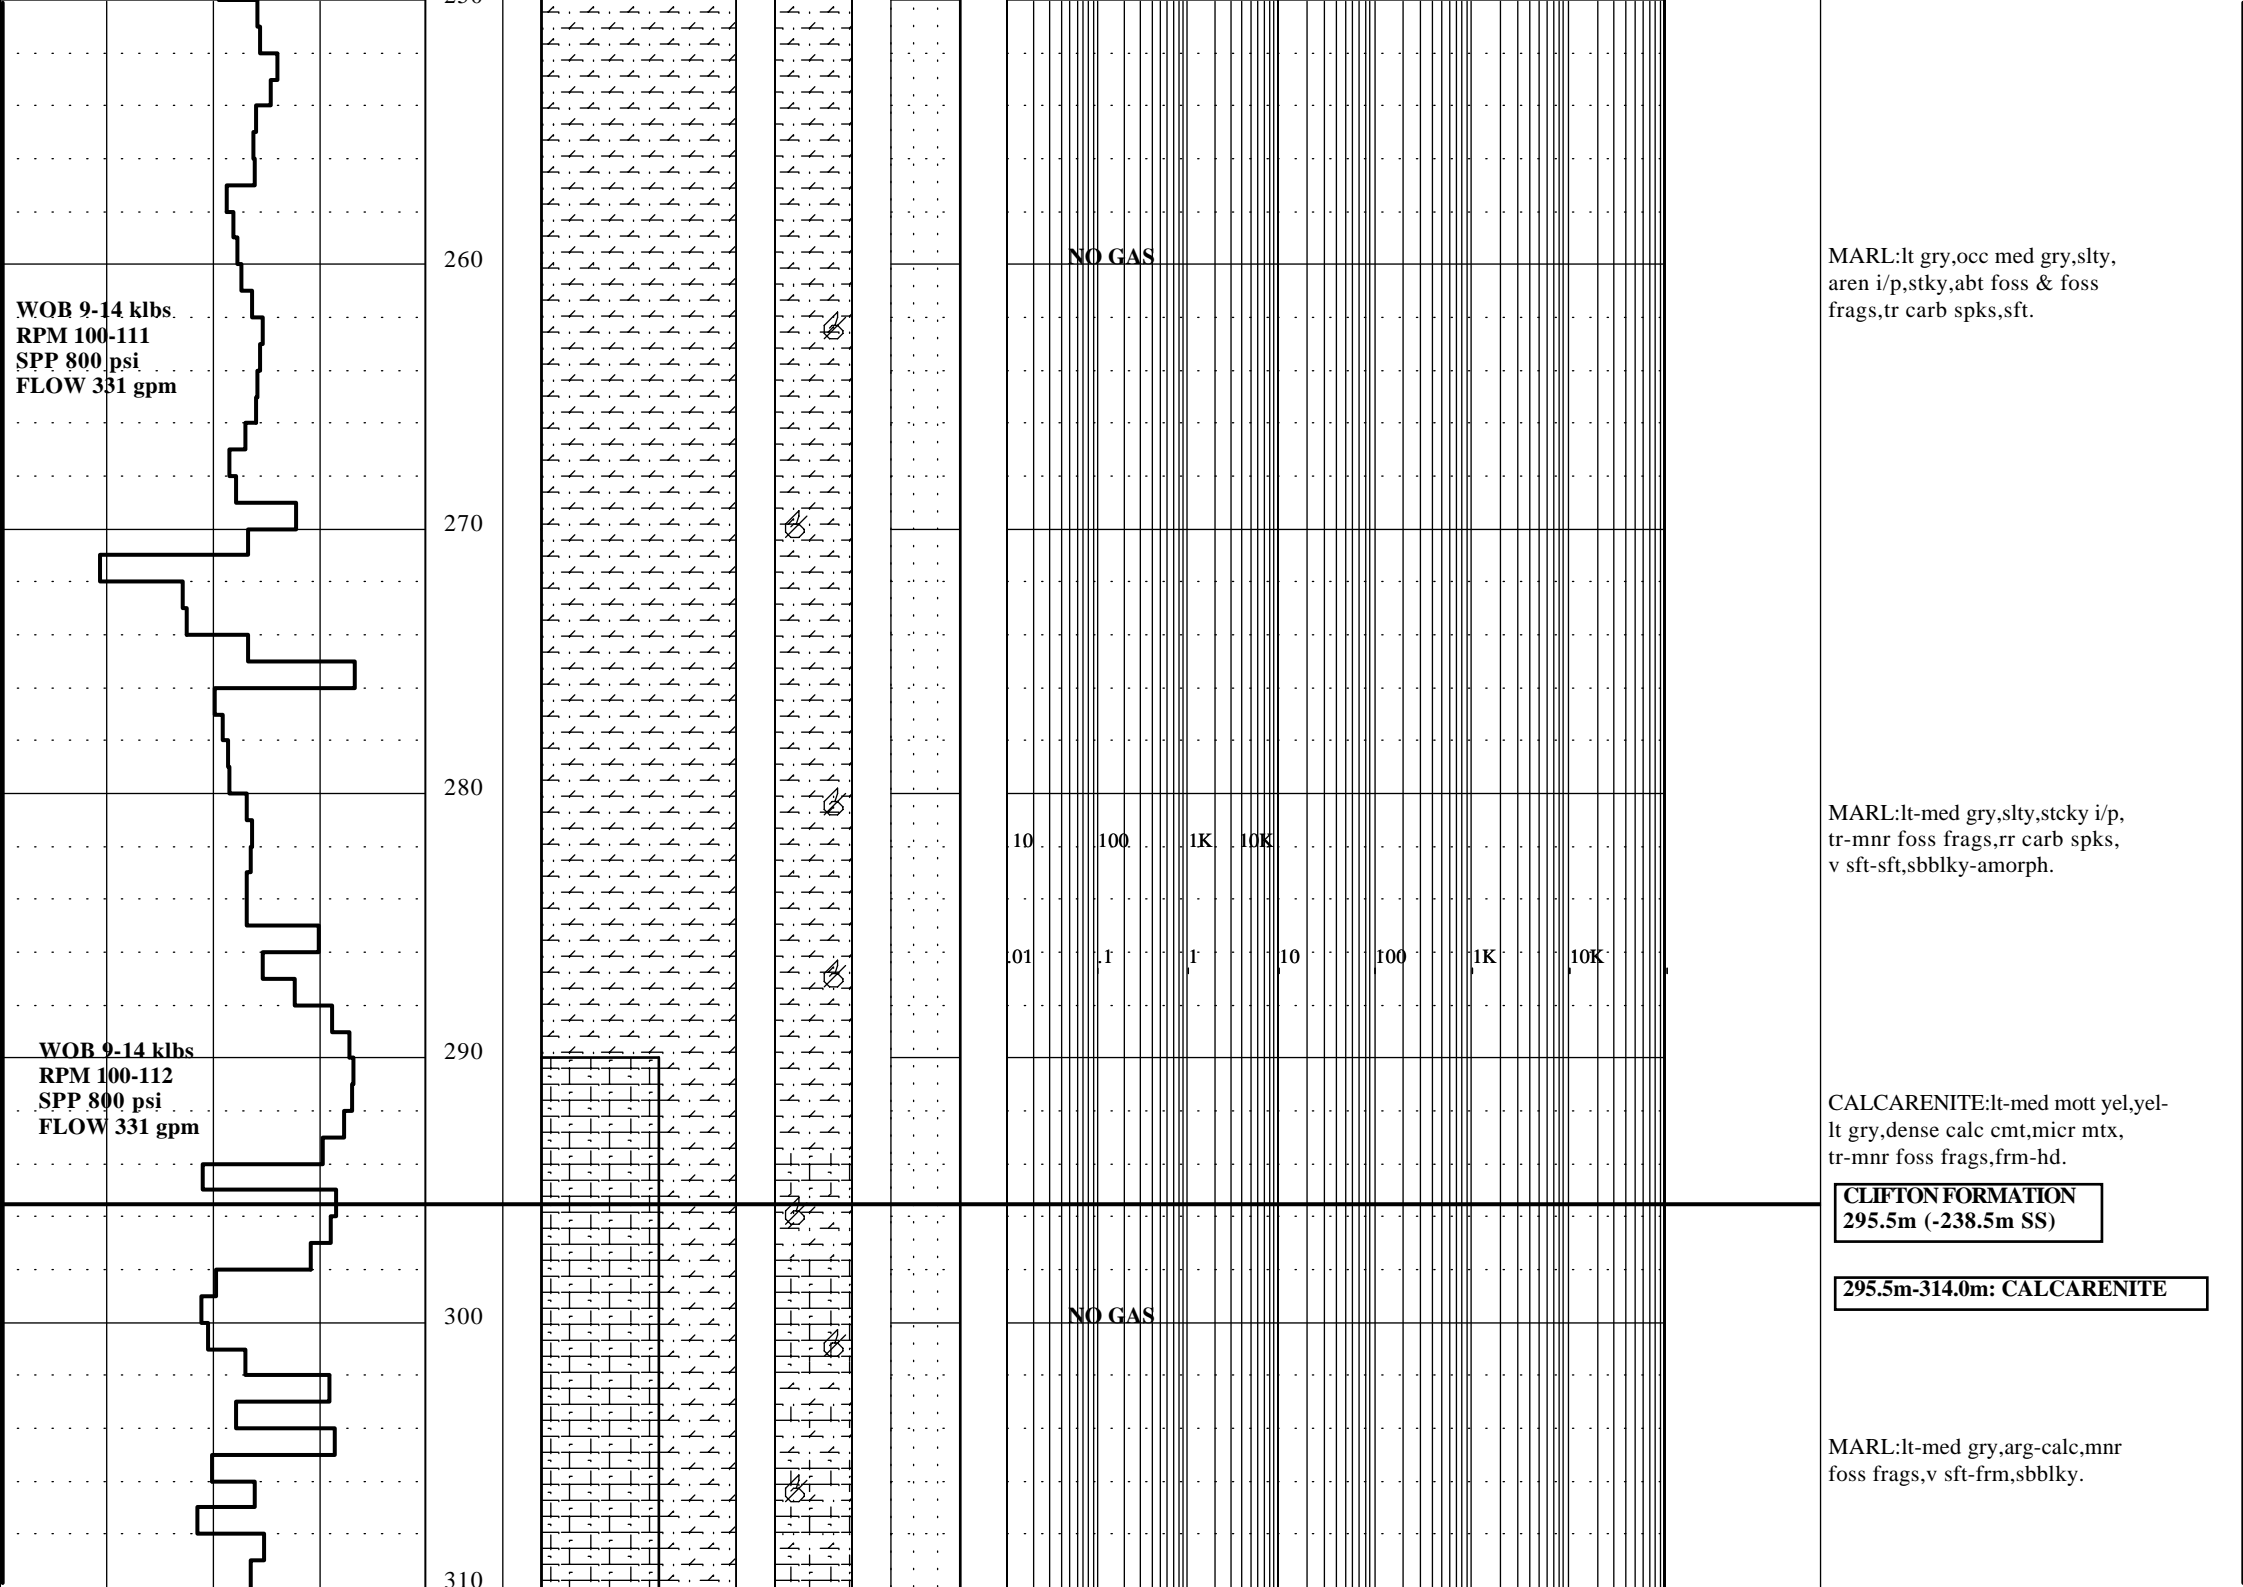 250
260
NO GAS
MARL:lt gry,occ med gry,slty,
aren i/p,stky,abt foss & foss
frags,tr carb spks,sft.
WOB 9-14 klbs
RPM 100-111
SPP 800 psi
FLOW 331 gpm
270
280
MARL:lt-med gry,slty,stcky i/p,
tr-mnr foss frags,rr carb spks,
v sft-sft,sbblky-amorph.
10 100 1K 10K
.01 .1 1 10 100 1K 10K
290
WOB 9-14 klbs
RPM 100-112
SPP 800 psi
FLOW 331 gpm
CALCARENITE:lt-med mott yel,yel-
lt gry,dense calc cmt,micr mtx,
tr-mnr foss frags,frm-hd.
CLIFTON FORMATION
295.5m (-238.5m SS)
295.5m-314.0m: CALCARENITE
300
NO GAS
MARL:lt-med gry,arg-calc,mnr
foss frags,v sft-frm,sbblky.
310